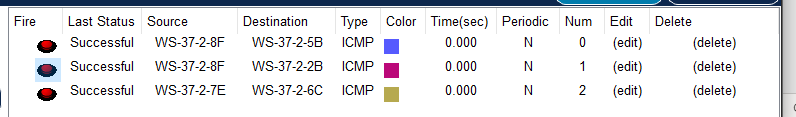 Fire Last Status Source Destination Type Color Time(sec) Periodic Num Edit Delete
Successful WS-37-2-8F WS-37-2-5B ICMP 0.000 N 0 (edit) (delete)
Successful WS-37-2-8F WS-37-2-2B ICMP 0.000 N 1 (edit) (delete)
Successful WS-37-2-7E WS-37-2-6C ICMP 0.000 N 2 (edit) (delete)